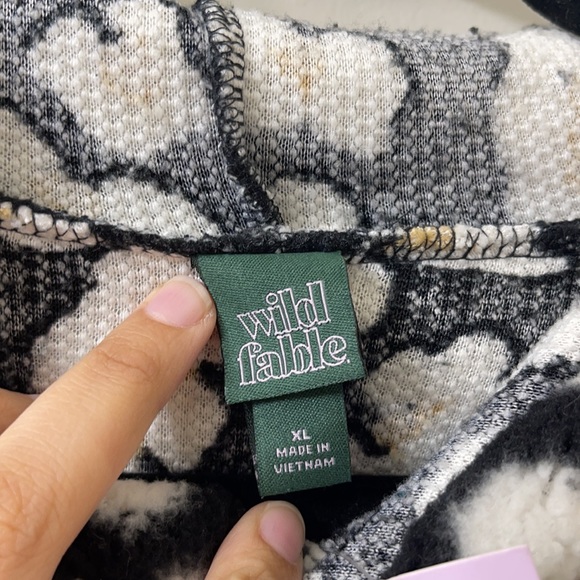 wild
fable.
XL
MADE IN
VIETNAM